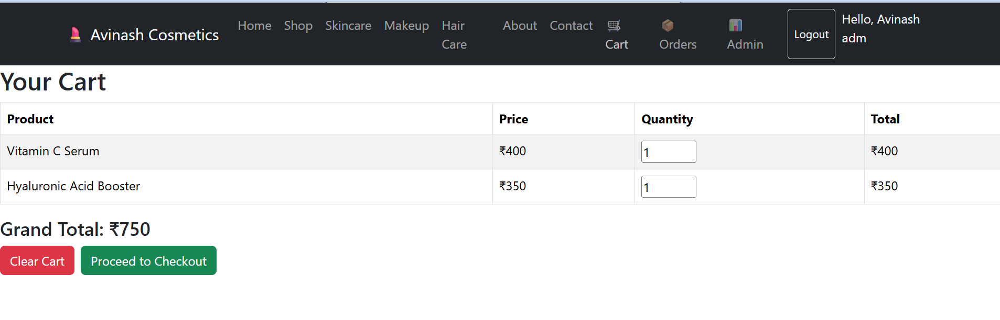 Avinash Cosmetics
Home
Shop
Skincare
Makeup
Hair
Care
About
Contact
Cart
Orders
Admin
Logout
Hello, Avinash
adm
Your Cart
Product Price Quantity Total
Vitamin C Serum ₹400 1 ₹400
Hyaluronic Acid Booster ₹350 1 ₹350
Grand Total: ₹750
Clear Cart
Proceed to Checkout